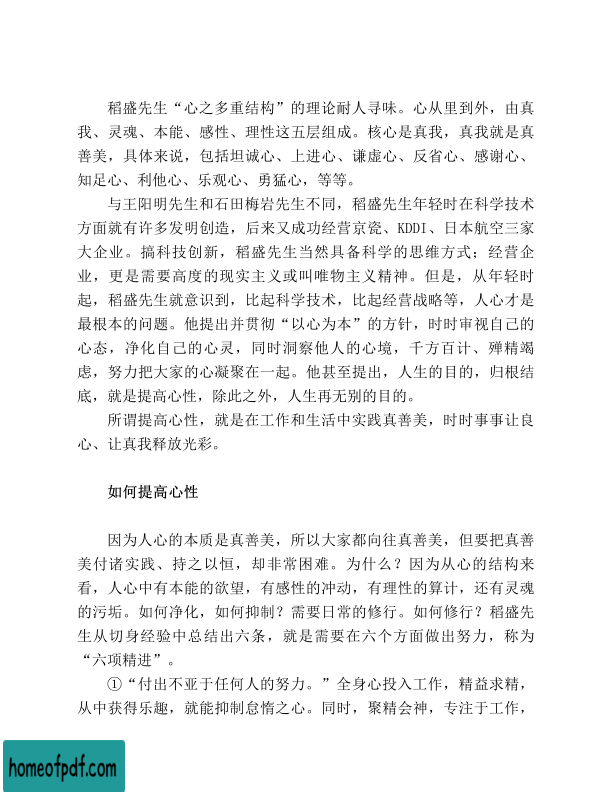 稻盛先生“心之多重结构”的理论耐人寻味。心从里到外，由真
我、灵魂、本能、感性、理性这五层组成。核心是真我，真我就是真
善美，具体来说，包括坦诚心、上进心、谦虚心、反省心、感谢心、
知足心、利他心、乐观心、勇猛心，等等。
与王阳明先生和石田梅岩先生不同，稻盛先生年轻时在科学技术
方面就有许多发明创造，后来又成功经营京瓷、KDDI、日本航空三家
大企业。搞科技创新，稻盛先生当然具备科学的思维方式；经营企
业，更是需要高度的现实主义或叫唯物主义精神。但是，从年轻时
起，稻盛先生就意识到，比起科学技术，比起经营战略等，人心才是
最根本的问题。他提出并贯彻“以心为本”的方针，时时审视自己的
心态，净化自己的心灵，同时洞察他人的心境，千方百计、殚精竭
虑，努力把大家的心凝聚在一起。他甚至提出，人生的目的，归根结
底，就是提高心性，除此之外，人生再无别的目的。
所谓提高心性，就是在工作和生活中实践真善美，时时事事让良
心、让真我释放光彩。
如何提高心性
因为人心的本质是真善美，所以大家都向往真善美，但要把真善
美付诸实践、持之以恒，却非常困难。为什么？因为从心的结构来
看，人心中有本能的欲望，有感性的冲动，有理性的算计，还有灵魂
的污垢。如何净化，如何抑制？需要日常的修行。如何修行？稻盛先
生从切身经验中总结出六条，就是需要在六个方面做出努力，称为
“六项精进”。
①“付出不亚于任何人的努力。”全身心投入工作，精益求精，
从中获得乐趣，就能抑制怠惰之心。同时，聚精会神，专注于工作，
homeofpdf.com